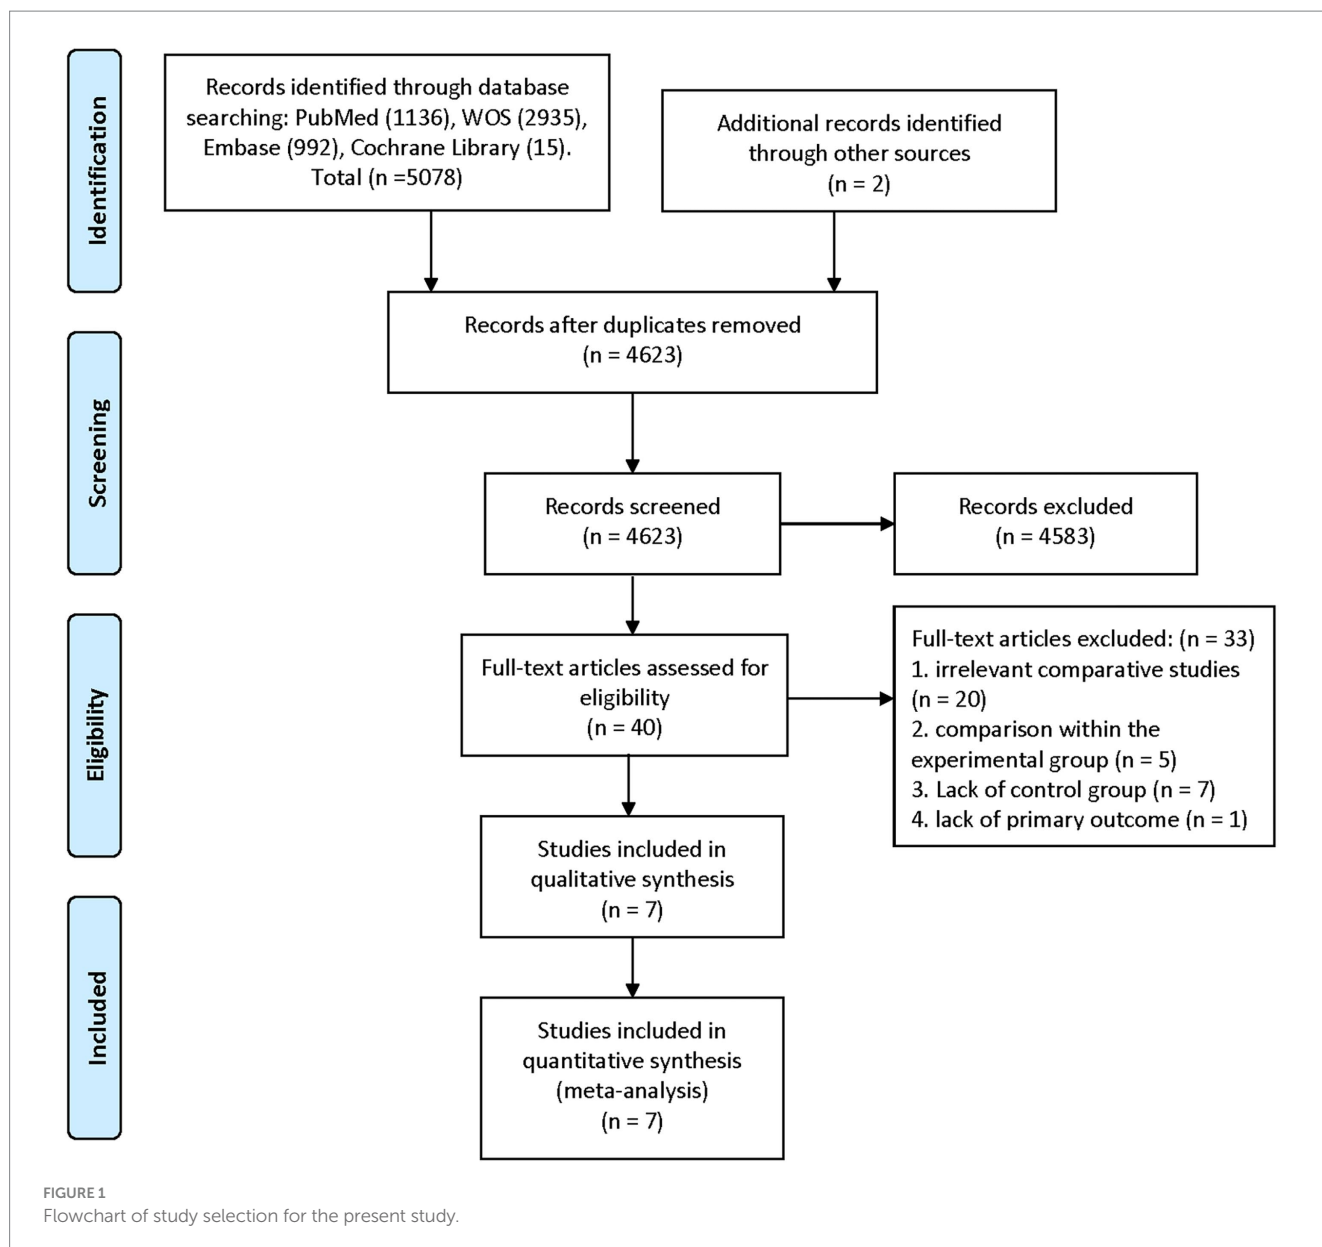 Identification
Records identified through database
searching: PubMed (1136), WOS (2935),
Embase (992), Cochrane Library (15).
Total (n =5078)
Additional records identified
through other sources
(n = 2)
Screening
Records after duplicates removed
(n = 4623)
Records screened
(n = 4623)
Records excluded
(n = 4583)
Eligibility
Full-text articles assessed for
eligibility
(n = 40)
Full-text articles excluded: (n = 33)
1. irrelevant comparative studies
(n = 20)
2. comparison within the
experimental group (n = 5)
3. Lack of control group (n = 7)
4. lack of primary outcome (n = 1)
Studies included in
qualitative synthesis
(n = 7)
Included
Studies included in
quantitative synthesis
(meta-analysis)
(n = 7)
FIGURE 1
Flowchart of study selection for the present study.